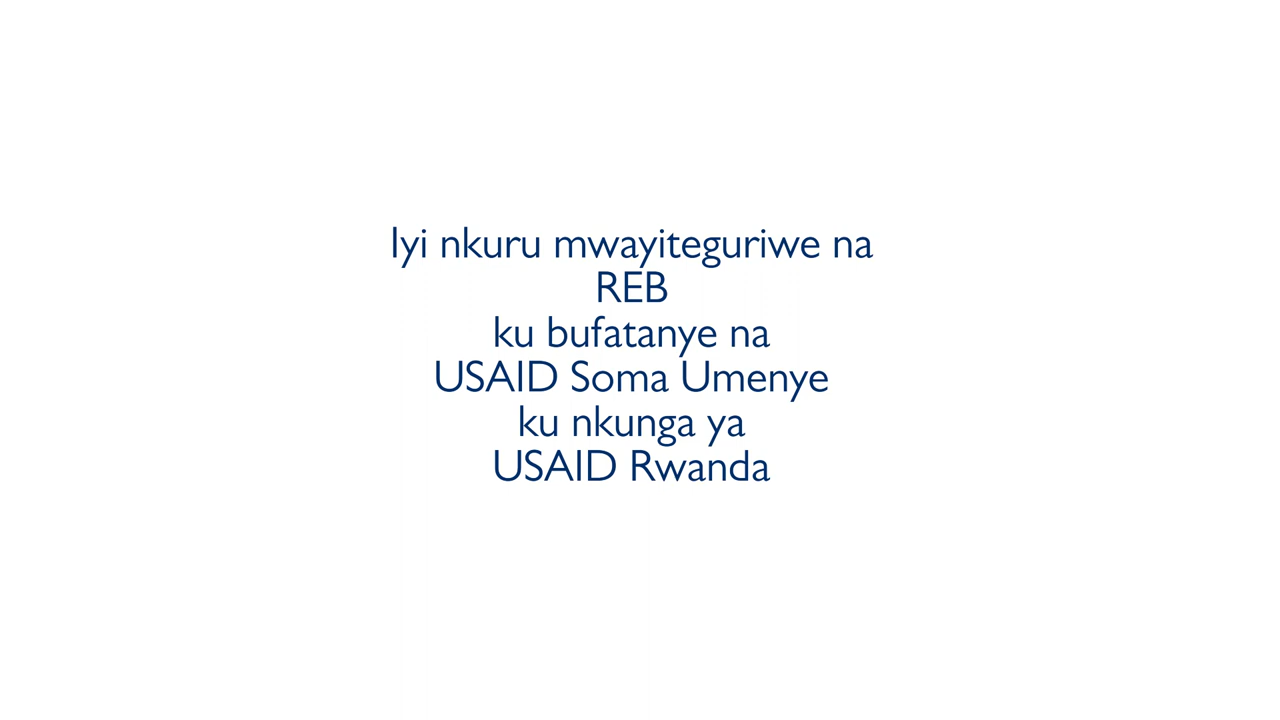 Iyi nkuru mwayiteguriwe na
REB
ku bufatanye na
USAID Soma Umenye
ku nkunga ya
USAID Rwanda